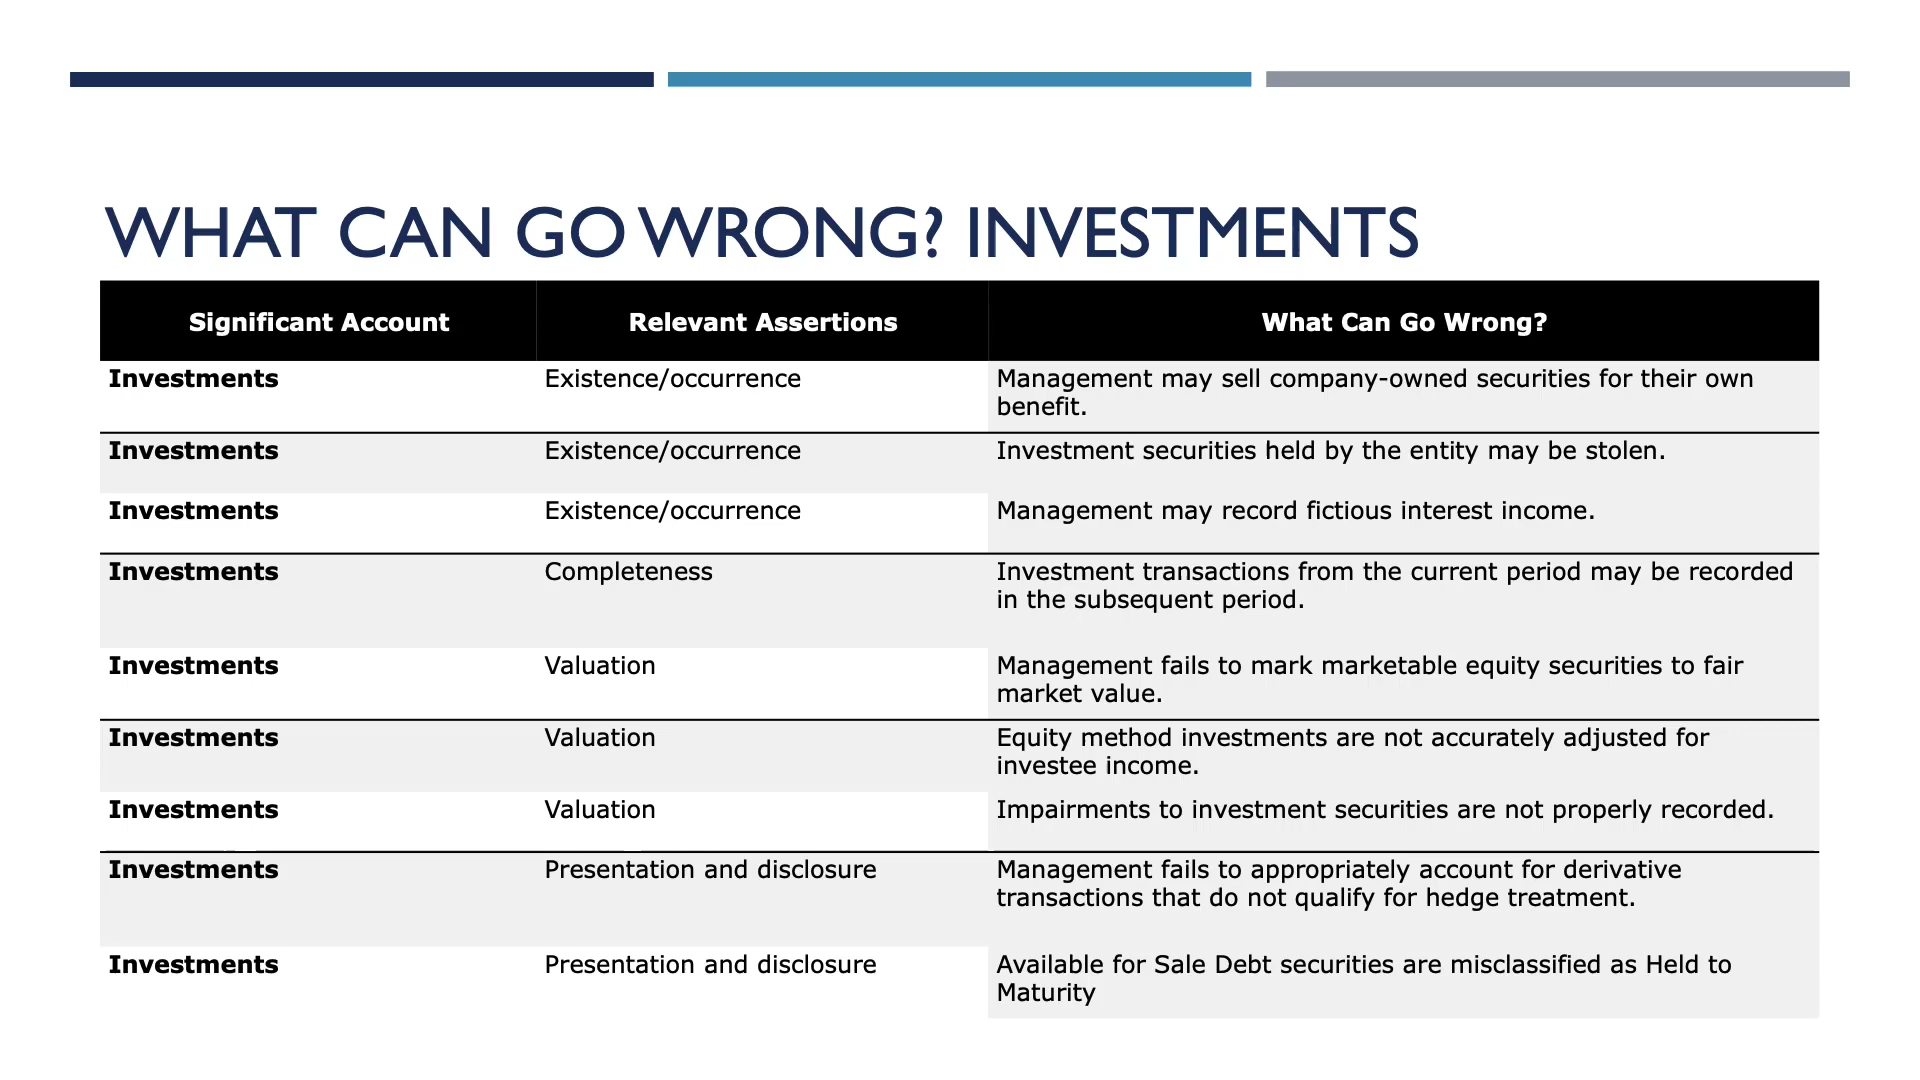 WHAT CAN GO WRONG? INVESTMENTS
Significant Account Relevant Assertions What Can Go Wrong?
Investments Existence/occurrence Management may sell company-owned securities for their own
benefit.
Investments Existence/occurrence Investment securities held by the entity may be stolen.
Investments Existence/occurrence Management may record fictious interest income.
Investments Completeness Investment transactions from the current period may be recorded
in the subsequent period.
Investments Valuation Management fails to mark marketable equity securities to fair
market value.
Investments Valuation Equity method investments are not accurately adjusted for
investee income.
Investments Valuation Impairments to investment securities are not properly recorded.
Investments Presentation and disclosure Management fails to appropriately account for derivative
transactions that do not qualify for hedge treatment.
Investments Presentation and disclosure Available for Sale Debt securities are misclassified as Held to
Maturity